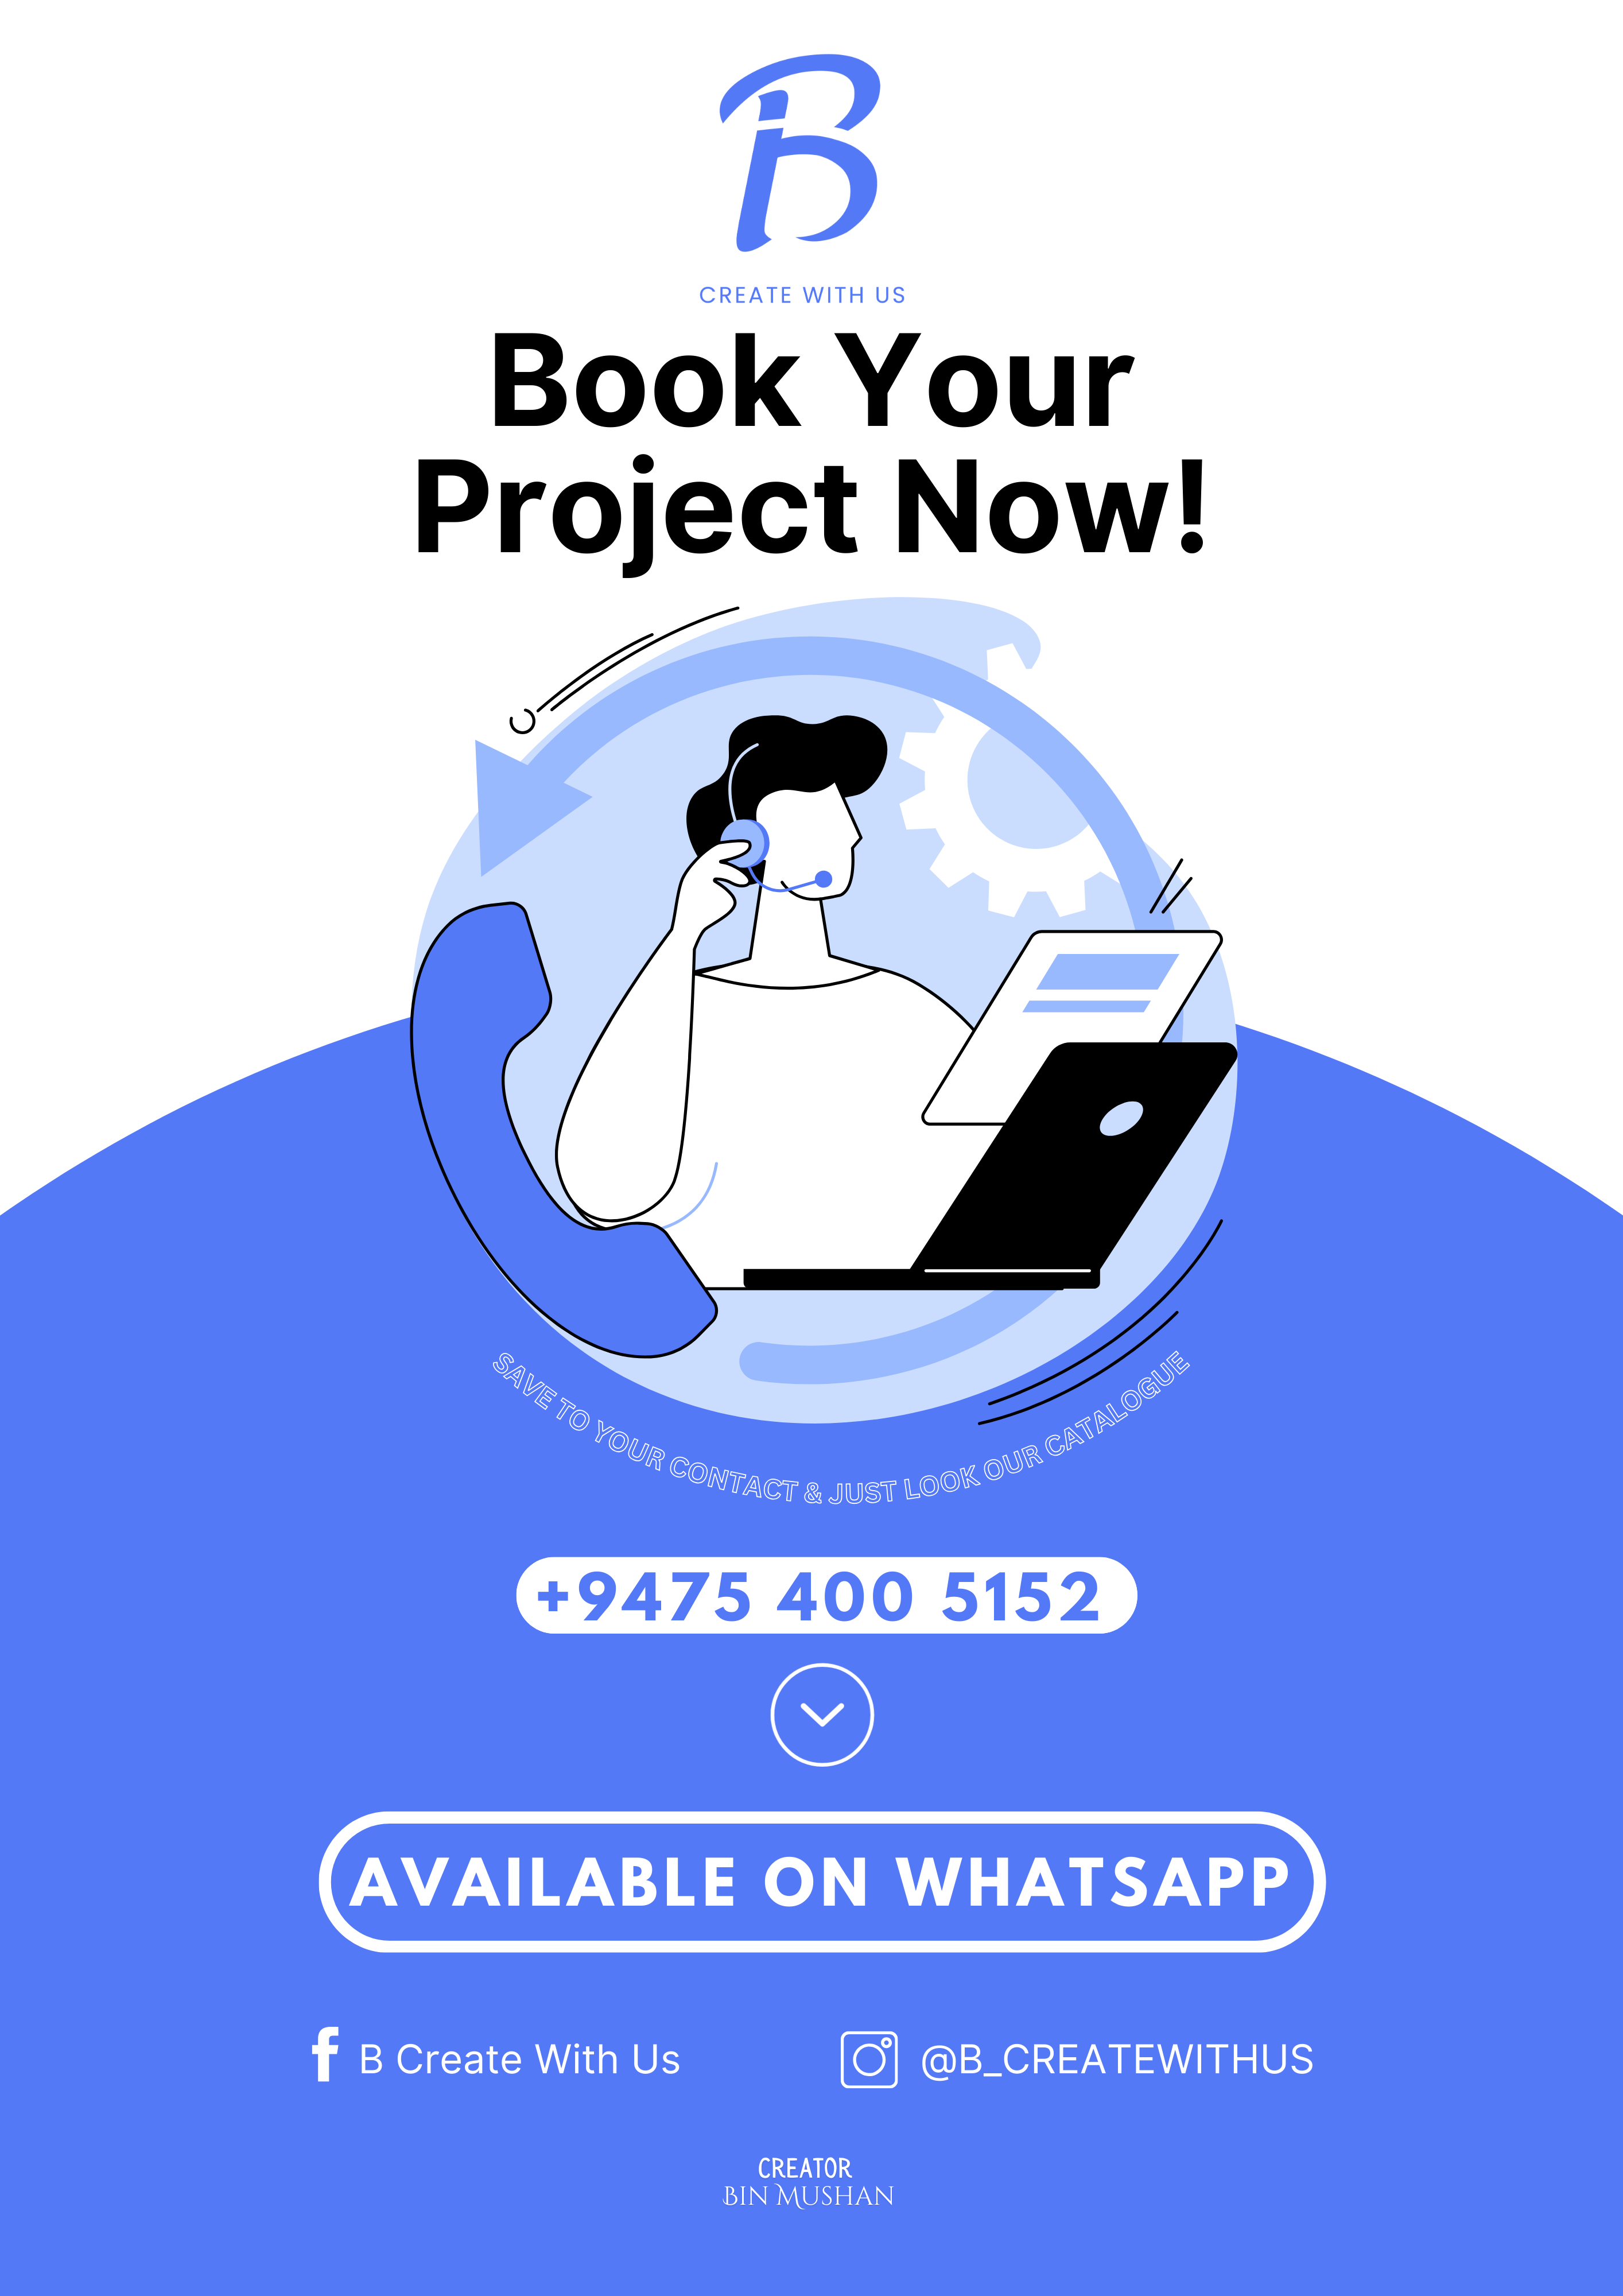 B
CREATE WITH US
Book Your
Project Now!
SAVE TO YOUR CONTACT & JUST LOOK OUR CATALOGUE
+9475 400 5152
AVAILABLE ON WHATSAPP
f B Create With Us
@B_CREATEWITHUS
CREATOR
BIN MUSHAN